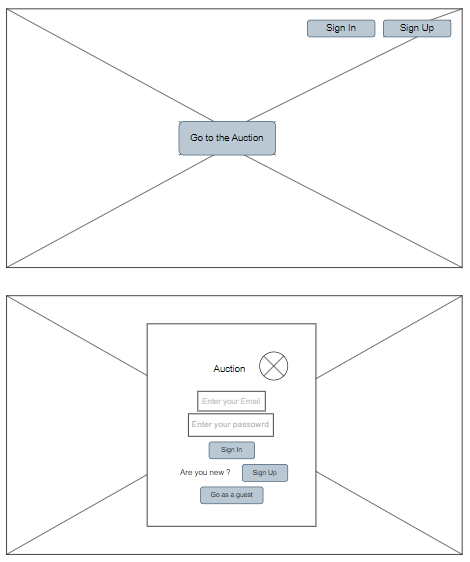 Sign In
Sign Up
Go to the Auction
Auction
Enter your Email
Enter your passowrd
Sign In
Are you new ?
Sign Up
Go as a guest